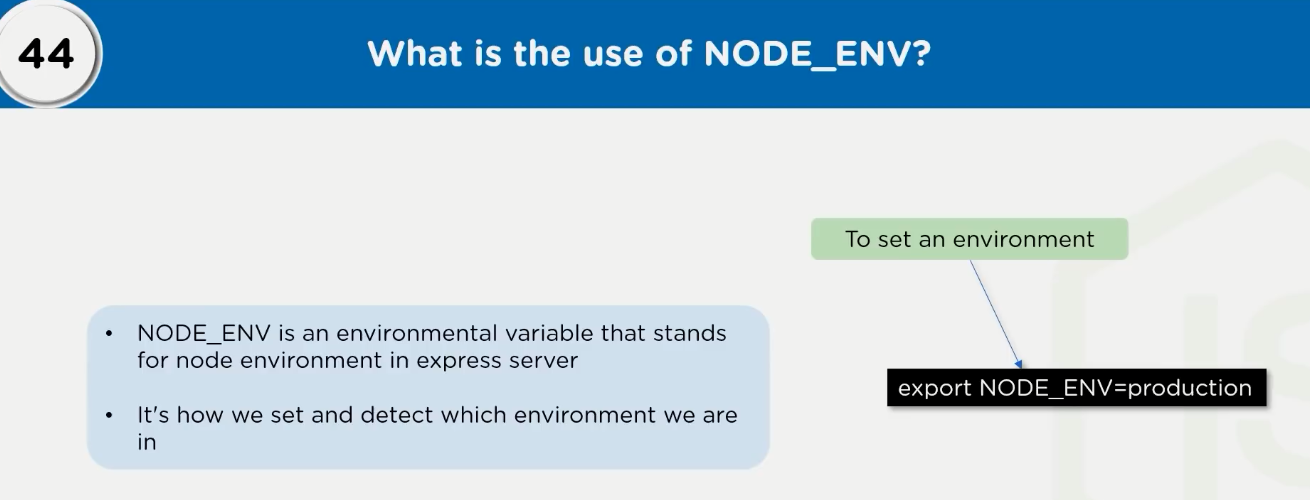 44
What is the use of NODE_ENV?
To set an environment
• NODE_ENV is an environmental variable that stands
for node environment in express server
• It's how we set and detect which environment we are
in
export NODE_ENV=production